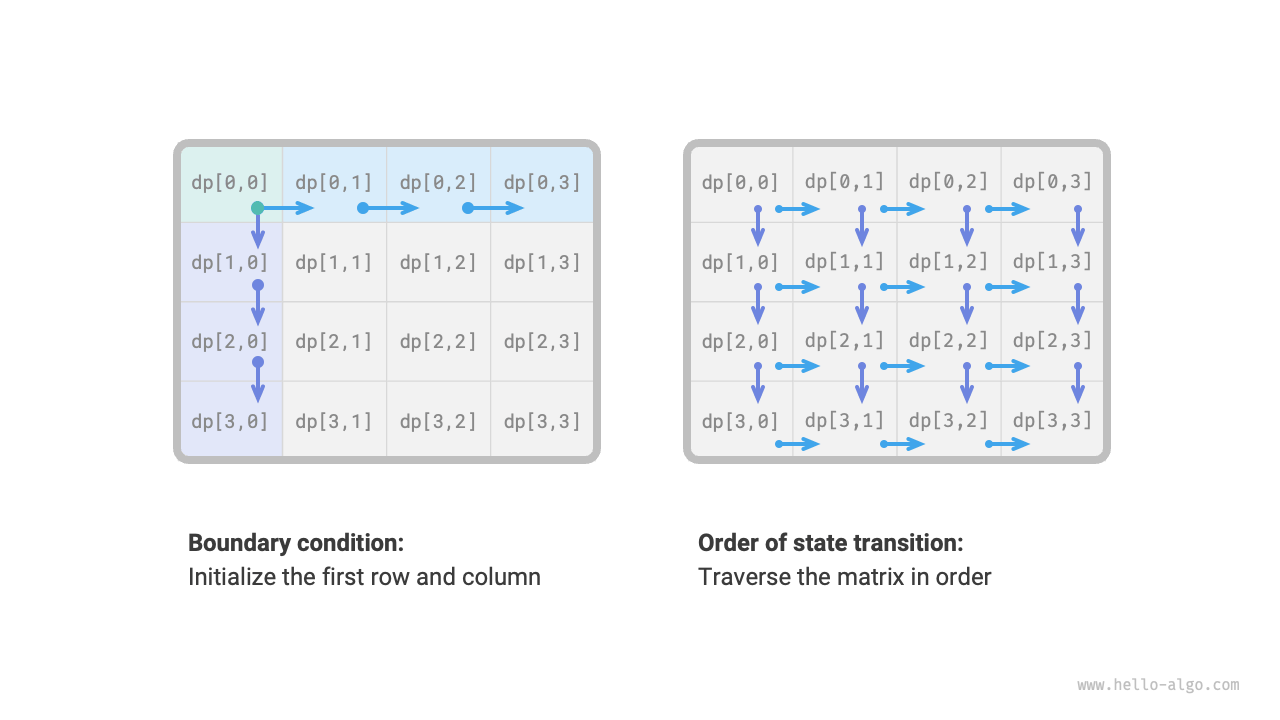 dp[0,0] dp[0,1] dp[0,2] dp[0,3]
dp[1,0] dp[1,1] dp[1,2] dp[1,3]
dp[2,0] dp[2,1] dp[2,2] dp[2,3]
dp[3,0] dp[3,1] dp[3,2] dp[3,3]
Boundary condition:
Initialize the first row and column
dp[0,0] dp[0,1] dp[0,2] dp[0,3]
dp[1,0] dp[1,1] dp[1,2] dp[1,3]
dp[2,0] dp[2,1] dp[2,2] dp[2,3]
dp[3,0] dp[3,1] dp[3,2] dp[3,3]
Order of state transition:
Traverse the matrix in order
www.hello-algo.com